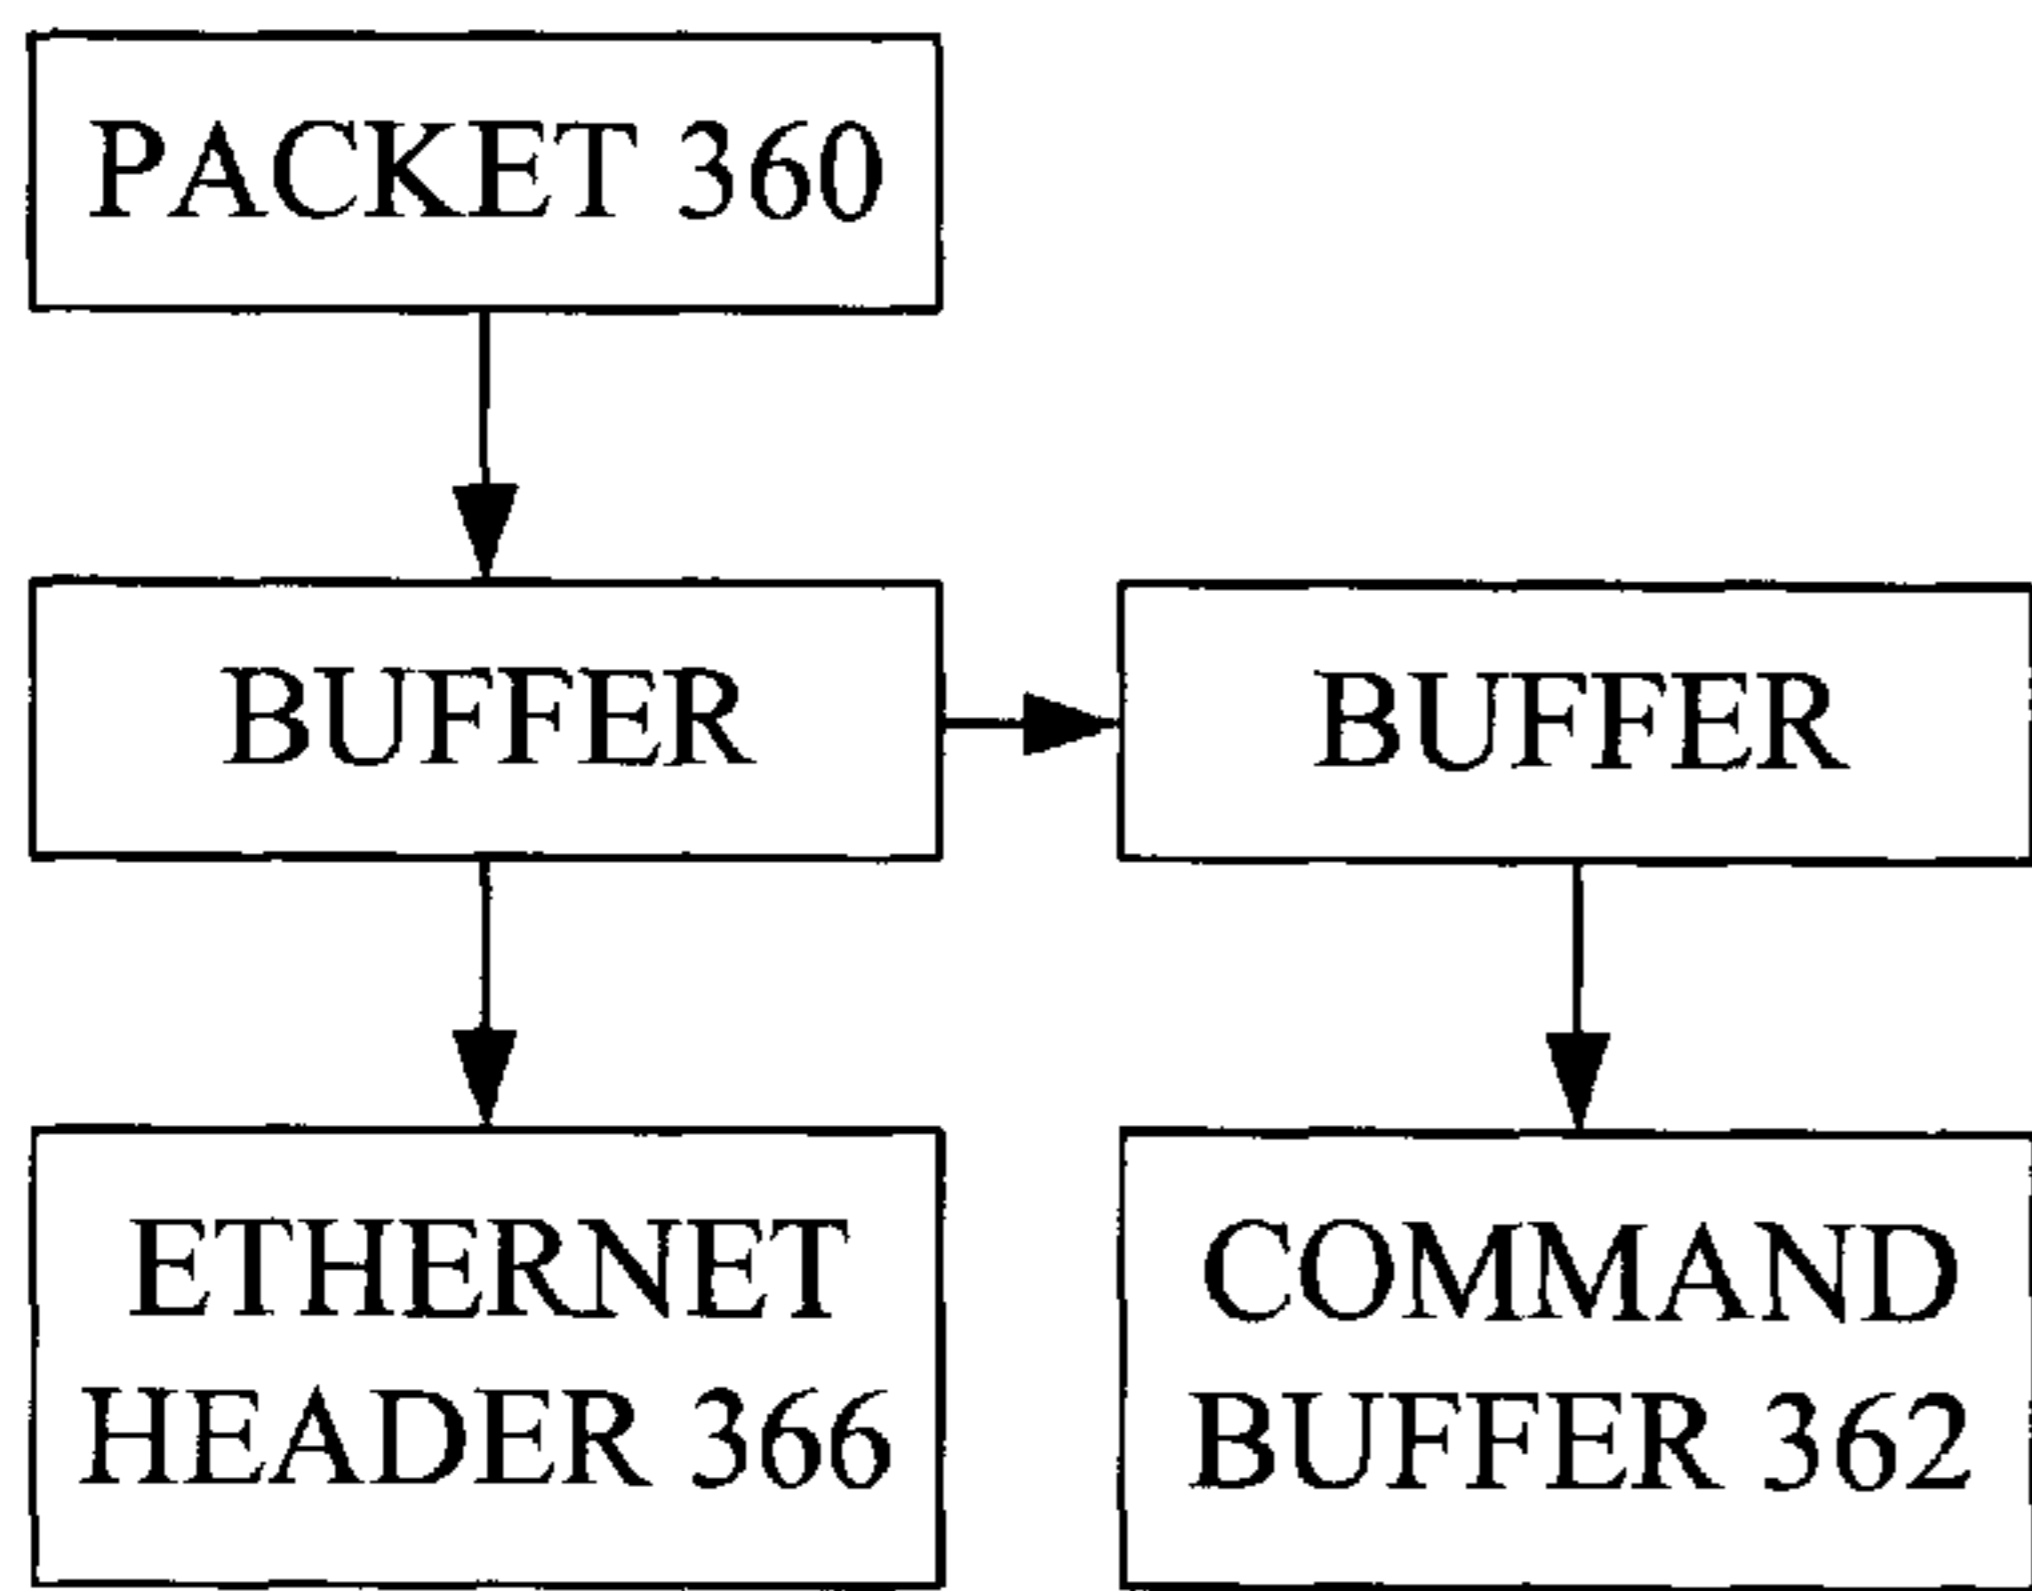 PACKET 360
BUFFER
BUFFER
ETHERNET
HEADER 366
COMMAND
BUFFER 362